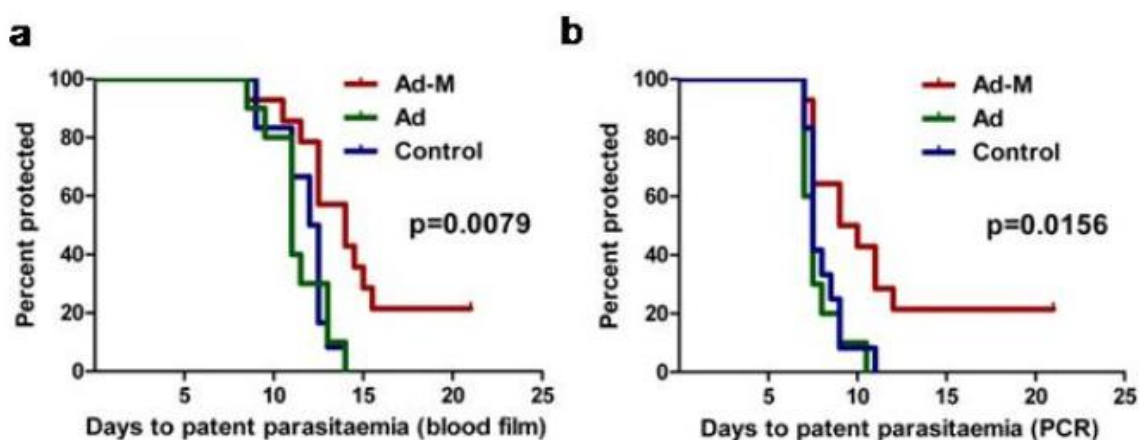 a
100
80
60
40
20
0
Percent protected
Ad-M
Ad
Control
p=0.0079
5 10 15 20 25
Days to patent parasitaemia (blood film)
b
100
80
60
40
20
0
Percent protected
Ad-M
Ad
Control
p=0.0156
5 10 15 20 25
Days to patent parasitaemia (PCR)